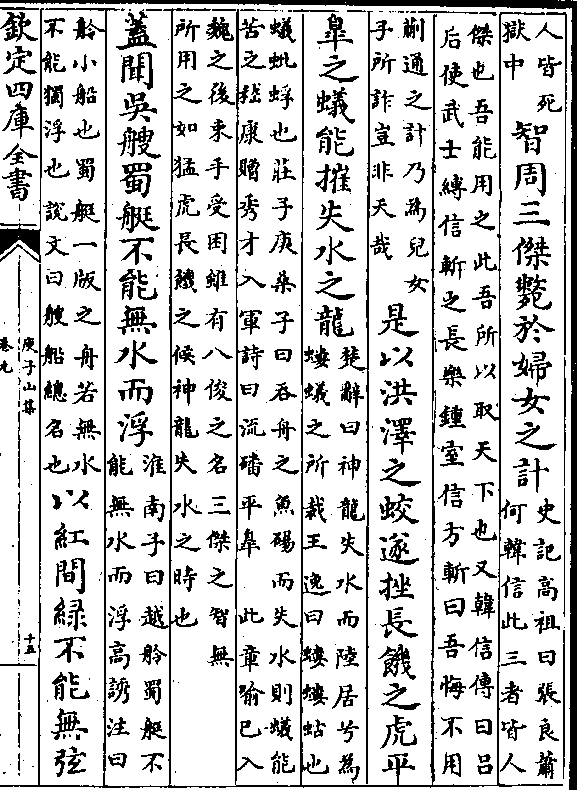 人皆死
獄中
智周三傑斃於婦女之計
史記高祖曰張良蕭
何韓信此三者皆人
傑也吾能用之此吾所以取天下也又韓信傳曰吕
后使武士縛信斬之長樂鍾室信方斬曰吾悔不用
蒯通之計乃為兒女
子所詐豈非天哉
是以洪澤之蛟遂挫長饑之虎平
臯之蟻能摧失水之龍
楚辭曰神龍失水而陸居兮為
螻蟻之所裁王逸曰螻螻蛄也
蟻蚍蜉也莊子庚桑子曰吞舟之魚碭而失水則蟻能
苦之嵇康贈秀才入軍詩曰流磻平臯 此章喻已入
魏之後束手受困雖有八俊之名三傑之智無
所用之如猛虎長饑之候神龍失水之時也
蓋聞吳艘蜀艇不能無水而浮
淮南子曰越舲蜀艇不
能無水而浮高誘注曰
舲小船也蜀艇一版之舟若無水
不能獨浮也說文曰艘船總名也
以紅間緑不能無弦
欽定四庫全書
庾子山集
卷九
十五